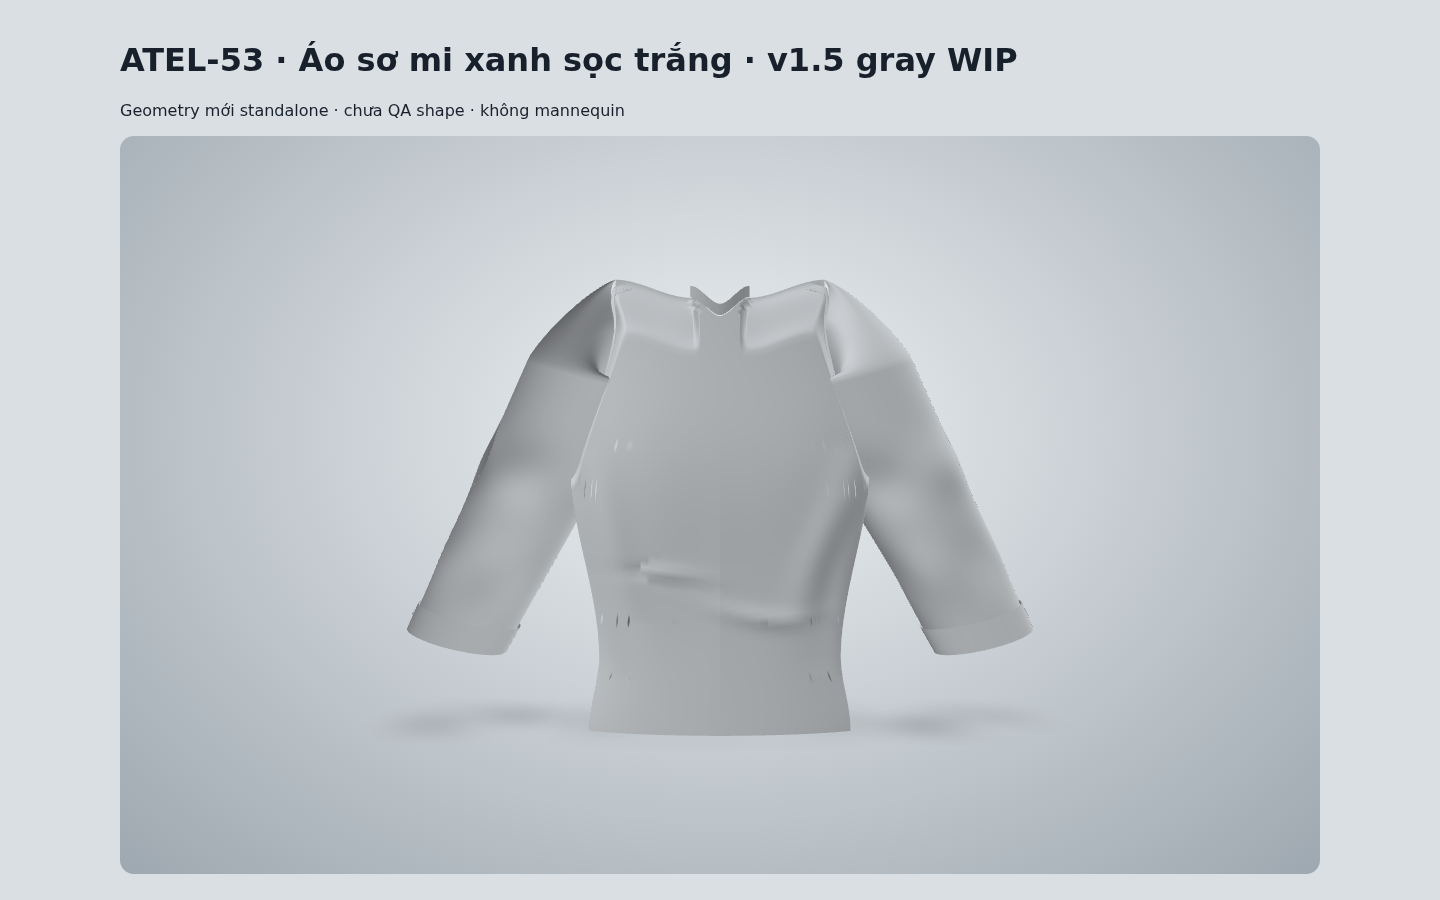 ATEL-53 · Áo sơ mi xanh sọc trắng · v1.5 gray WIP
Geometry mới standalone · chưa QA shape · không mannequin